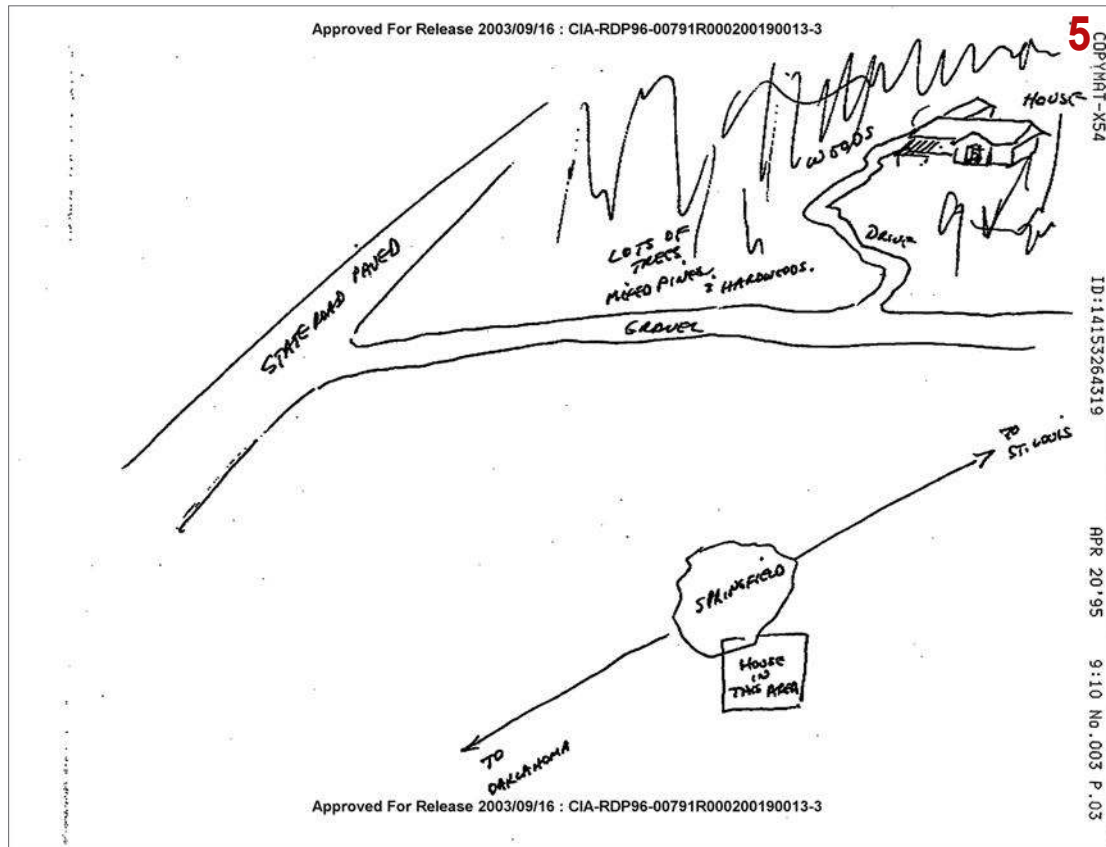 Approved For Release 2003/09/16 : CIA-RDP96-00791R000200190013-3
5
COPYMAT-X54
HOUSE
WOODS
DRIVE
LOTS OF
TREES.
MIXED PINES
& HARDWOODS.
STATE ROAD PAVED
GRAVEL
ID:14153264319
TO
ST. LOUIS
SPRINGFIELD
HOUSE
IN
THIS AREA
TO
OAKLAHOMA
APR 20'95 9:10 No.003 P.03
Approved For Release 2003/09/16 : CIA-RDP96-00791R000200190013-3